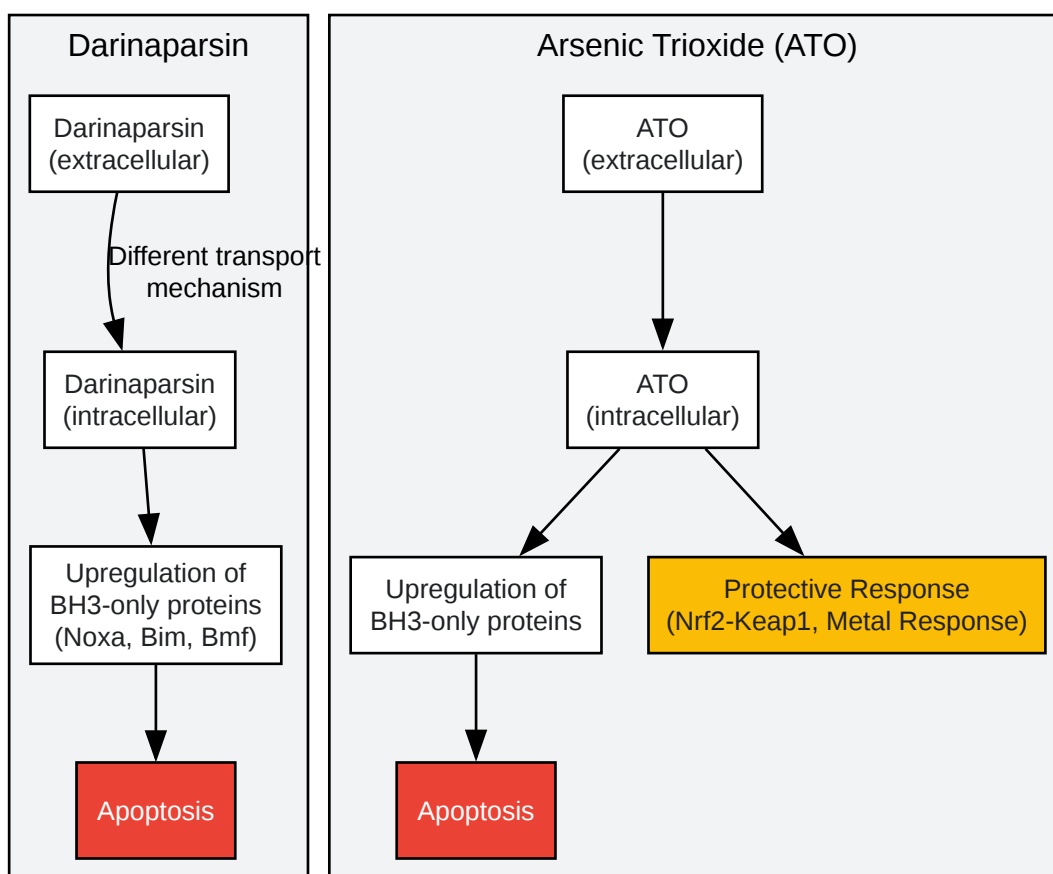 Darinaparsin
Darinaparsin
(extracellular)
Different transport
mechanism
Darinaparsin
(intracellular)
Upregulation of
BH3-only proteins
(Noxa, Bim, Bmf)
Apoptosis
Arsenic Trioxide (ATO)
ATO
(extracellular)
ATO
(intracellular)
Upregulation of
BH3-only proteins
Protective Response
(Nrf2-Keap1, Metal Response)
Apoptosis